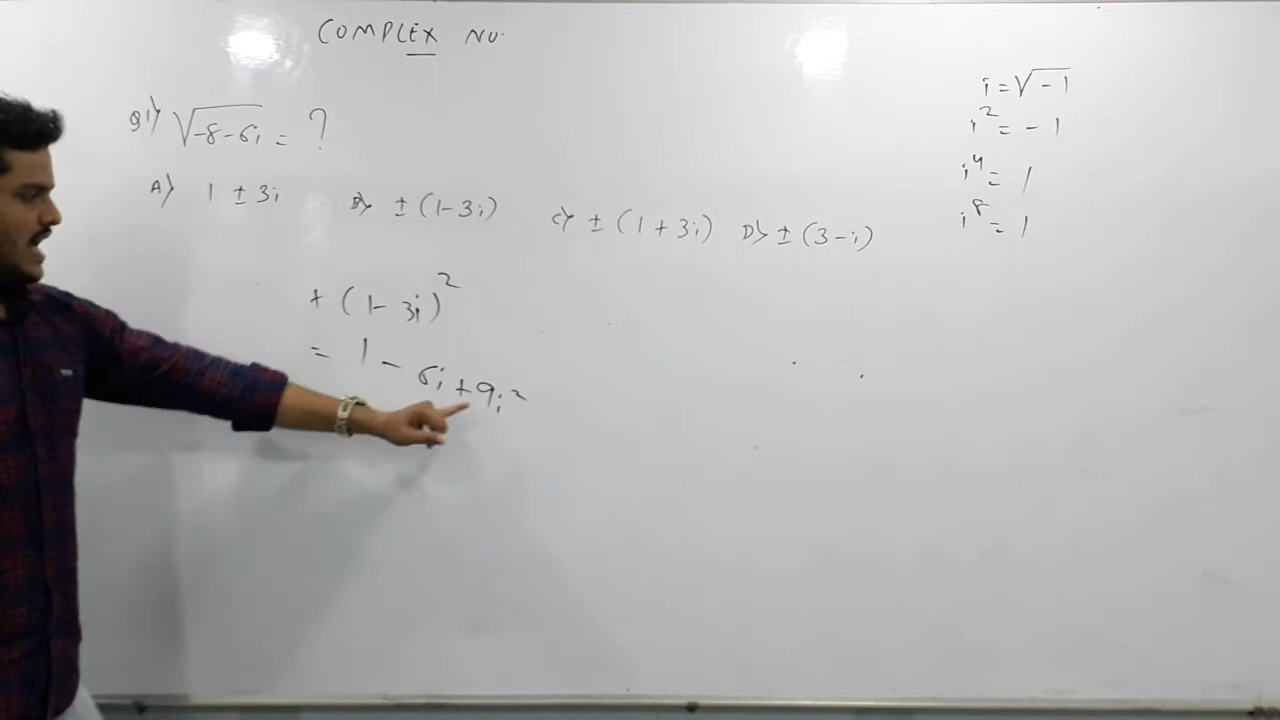 COMPLEX NO.
Q1) √-8-6i = ?
A) 1 ± 3i B) ± (1-3i) C) ± (1 + 3i) D) ± (3-i)
+ (1- 3i)²
= 1 - 6i + 9i²
i = √-1
i² = - 1
i⁴ = 1
i⁸ = 1